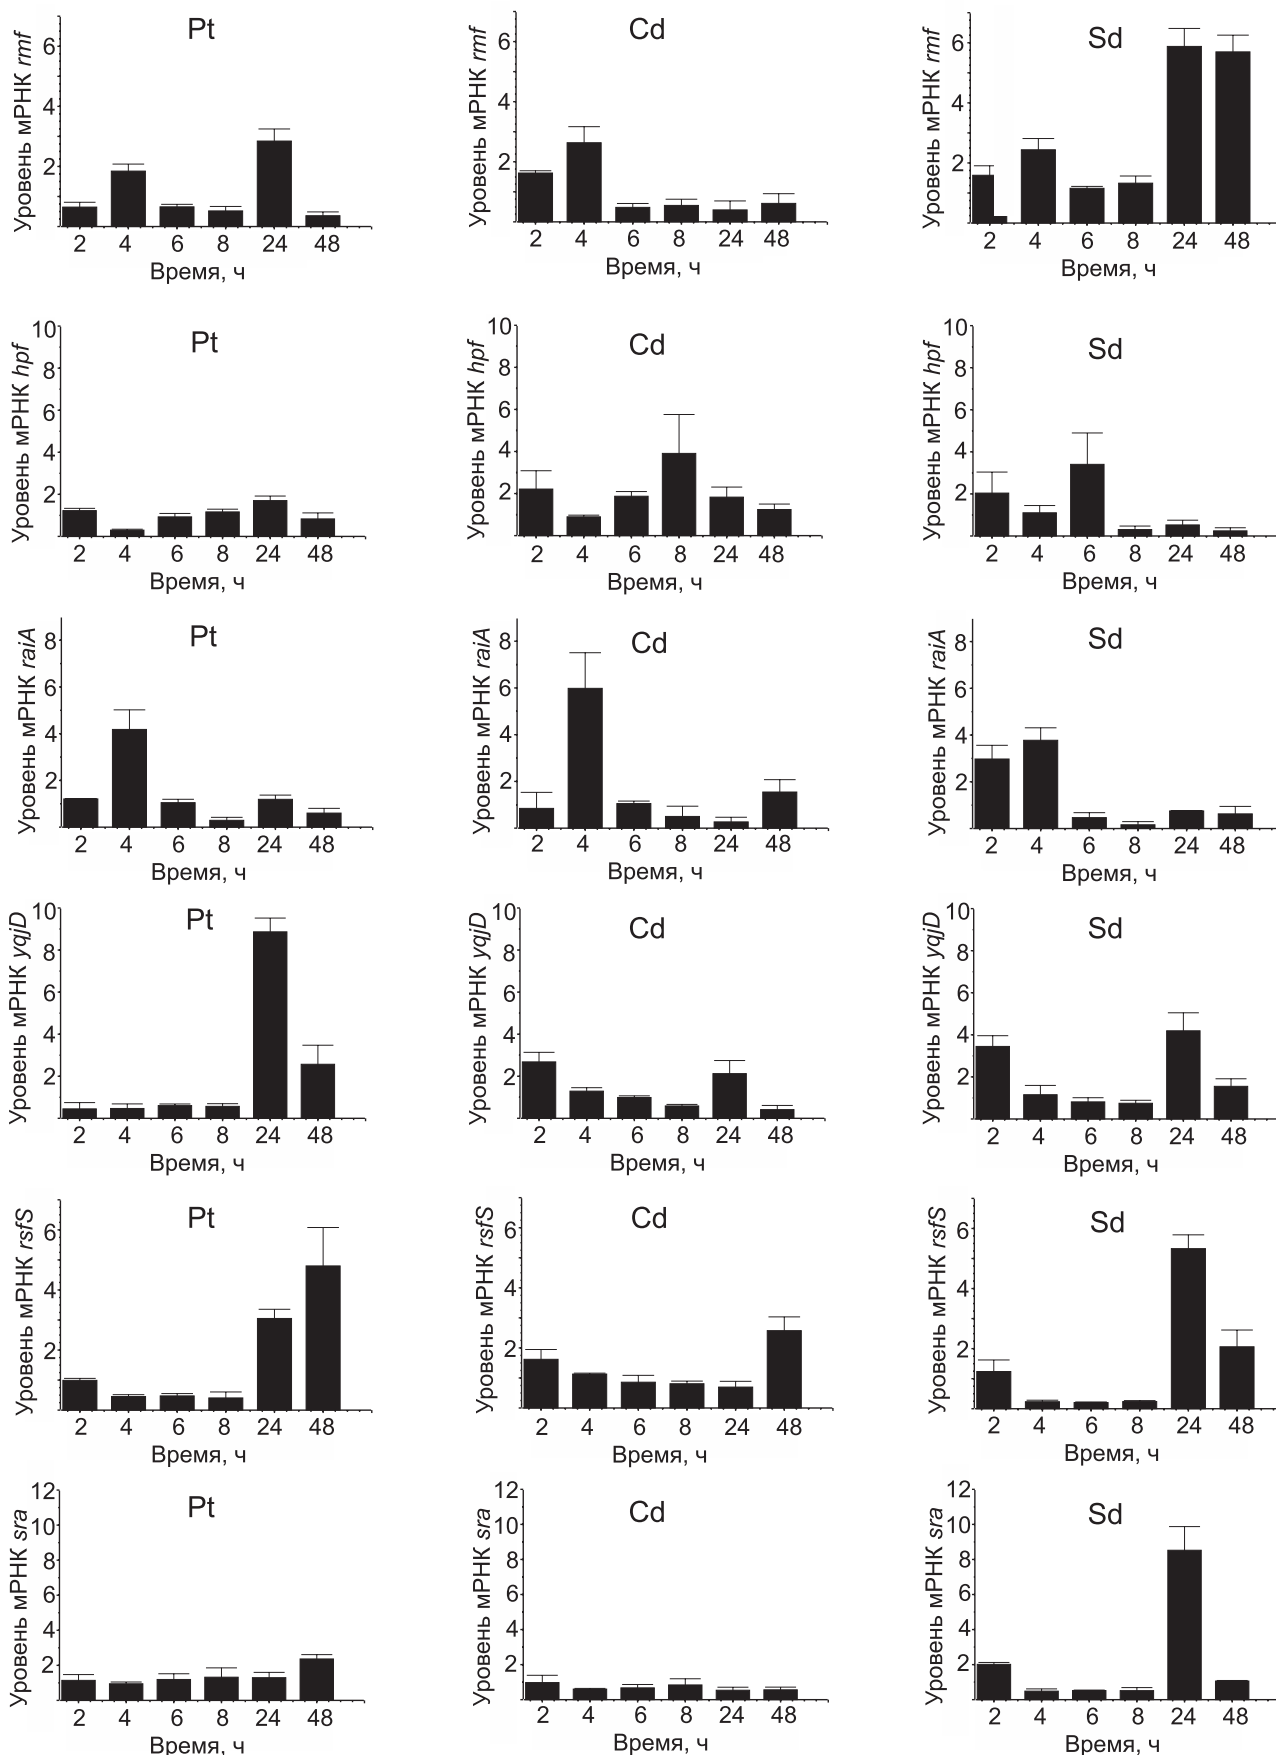 Pt
Уровень мРНК rmf
6
4
2
2 4 6 8 24 48
Время, ч
Cd
Уровень мРНК rmf
6
4
2
2 4 6 8 24 48
Время, ч
Sd
Уровень мРНК rmf
6
4
2
2 4 6 8 24 48
Время, ч
Pt
Уровень мРНК hpf
10
8
6
4
2
2 4 6 8 24 48
Время, ч
Cd
Уровень мРНК hpf
10
8
6
4
2
2 4 6 8 24 48
Время, ч
Sd
Уровень мРНК hpf
10
8
6
4
2
2 4 6 8 24 48
Время, ч
Pt
Уровень мРНК raiA
8
6
4
2
2 4 6 8 24 48
Время, ч
Cd
Уровень мРНК raiA
8
6
4
2
2 4 6 8 24 48
Время, ч
Sd
Уровень мРНК raiA
8
6
4
2
2 4 6 8 24 48
Время, ч
Pt
Уровень мРНК yqjD
10
8
6
4
2
2 4 6 8 24 48
Время, ч
Cd
Уровень мРНК yqjD
10
8
6
4
2
2 4 6 8 24 48
Время, ч
Sd
Уровень мРНК yqjD
10
8
6
4
2
2 4 6 8 24 48
Время, ч
Pt
Уровень мРНК rsfS
6
4
2
2 4 6 8 24 48
Время, ч
Cd
Уровень мРНК rsfS
6
4
2
2 4 6 8 24 48
Время, ч
Sd
Уровень мРНК rsfS
6
4
2
2 4 6 8 24 48
Время, ч
Pt
Уровень мРНК sra
12
10
8
6
4
2
2 4 6 8 24 48
Время, ч
Cd
Уровень мРНК sra
12
10
8
6
4
2
2 4 6 8 24 48
Время, ч
Sd
Уровень мРНК sra
12
10
8
6
4
2
2 4 6 8 24 48
Время, ч